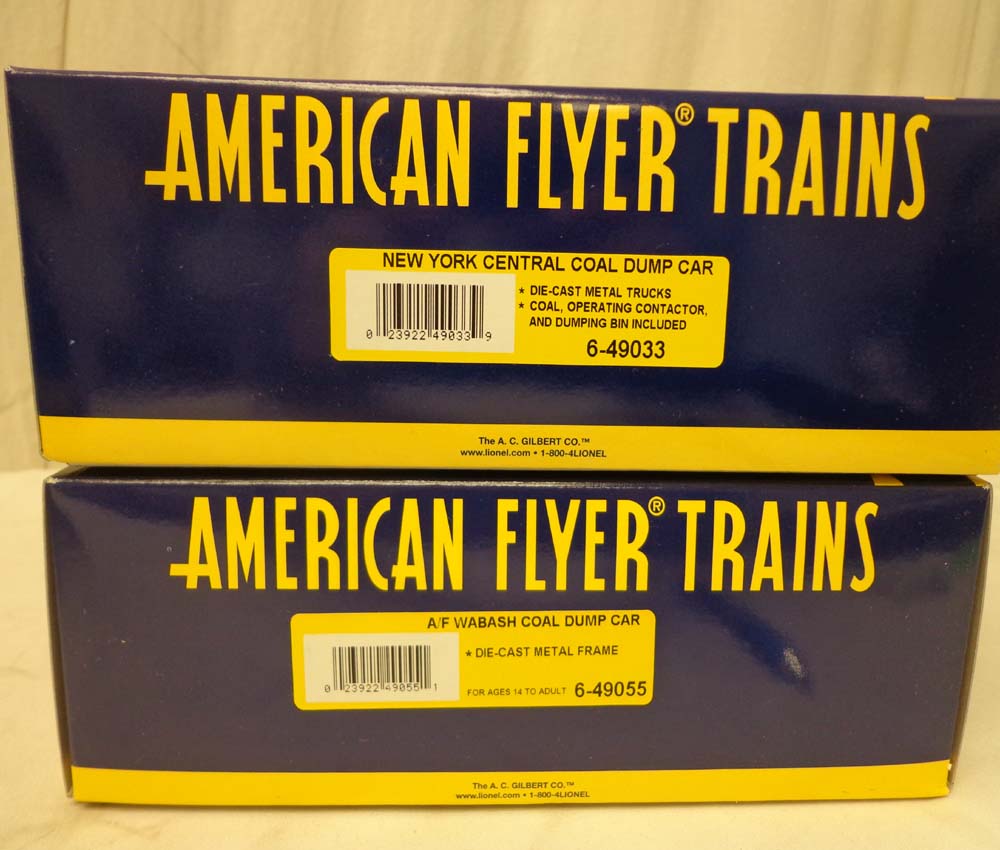 AMERICAN FLYER® TRAINS
NEW YORK CENTRAL COAL DUMP CAR
★ DIE-CAST METAL TRUCKS
★ COAL, OPERATING CONTACTOR,
AND DUMPING BIN INCLUDED
0 23922 49033 9
6-49033
The A. C. GILBERT CO.™
www.lionel.com • 1-800-4LIONEL
AMERICAN FLYER® TRAINS
A/F WABASH COAL DUMP CAR
★ DIE-CAST METAL FRAME
0 23922 49055 1
FOR AGES 14 TO ADULT 6-49055
The A. C. GILBERT CO.™
www.lionel.com • 1-800-4LIONEL